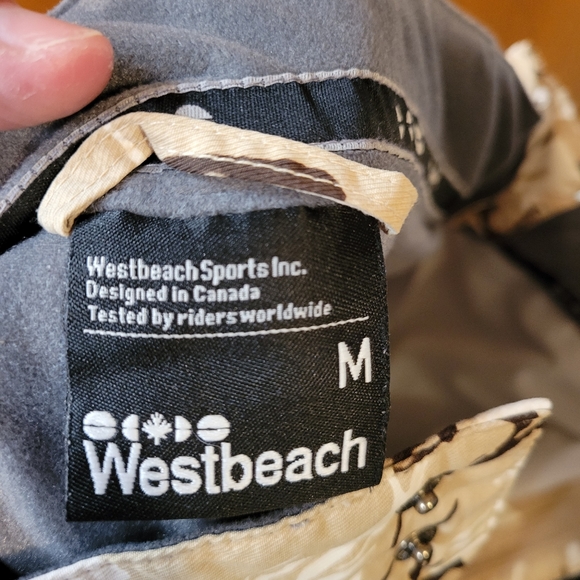 Westbeach Sports Inc.
Designed in Canada
Tested by riders worldwide
M
Westbeach